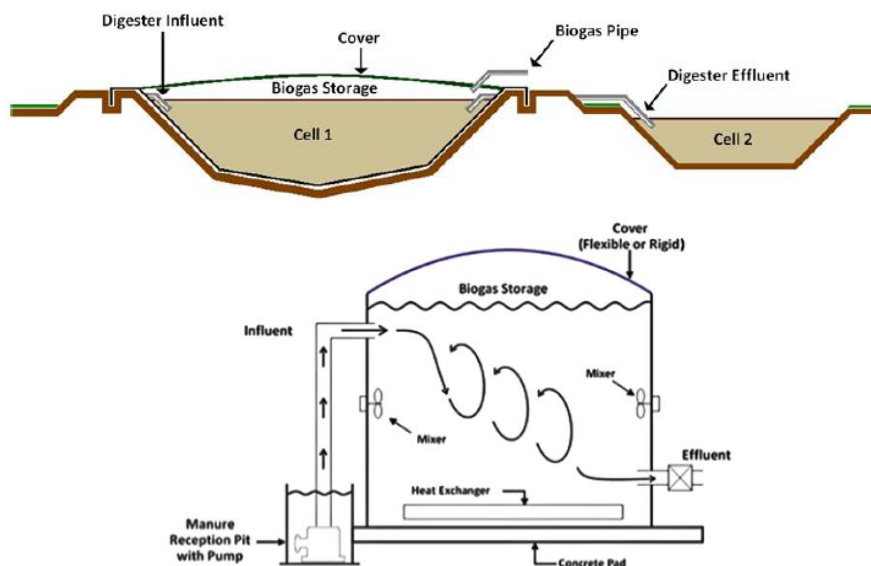 Digester Influent
Cover
Biogas Pipe
Digester Effluent
Biogas Storage
Cell 1
Cell 2
Cover
(Flexible or Rigid)
Biogas Storage
Influent
Mixer
Mixer
Effluent
Heat Exchanger
Manure
Reception Pit
with Pump
Concrete Pad